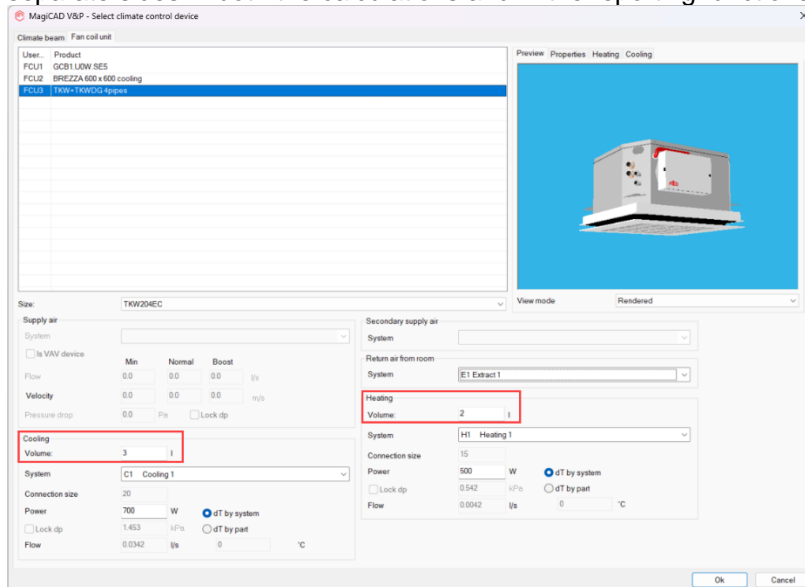 MagiCAD V&P - Select climate control device
Climate beam Fan coil unit
User... Product
FCU1 GCB1.U0W.SE5
FCU2 BREZZA 600 x 600 cooling
FCU3 TKW+TKWDG 4pipes
Preview Properties Heating Cooling
Size: TKW204EC
View mode Rendered
Supply air
System
Is VAV device
Min Normal Boost
Flow 0.0 0.0 0.0 l/s
Velocity 0.0 0.0 0.0 m/s
Pressure drop 0.0 Pa Lock dp
Cooling
Volume: 3 l
System C1 Cooling 1
Connection size 20
Power 700 W dT by system
Lock dp 1.453 kPa dT by part
Flow 0.0342 l/s 0 °C
Secondary supply air
System
Return air from room
System E1 Extract 1
Heating
Volume: 2 l
System H1 Heating 1
Connection size 15
Power 500 W dT by system
Lock dp 0.542 kPa dT by part
Flow 0.0042 l/s 0 °C
Ok Cancel